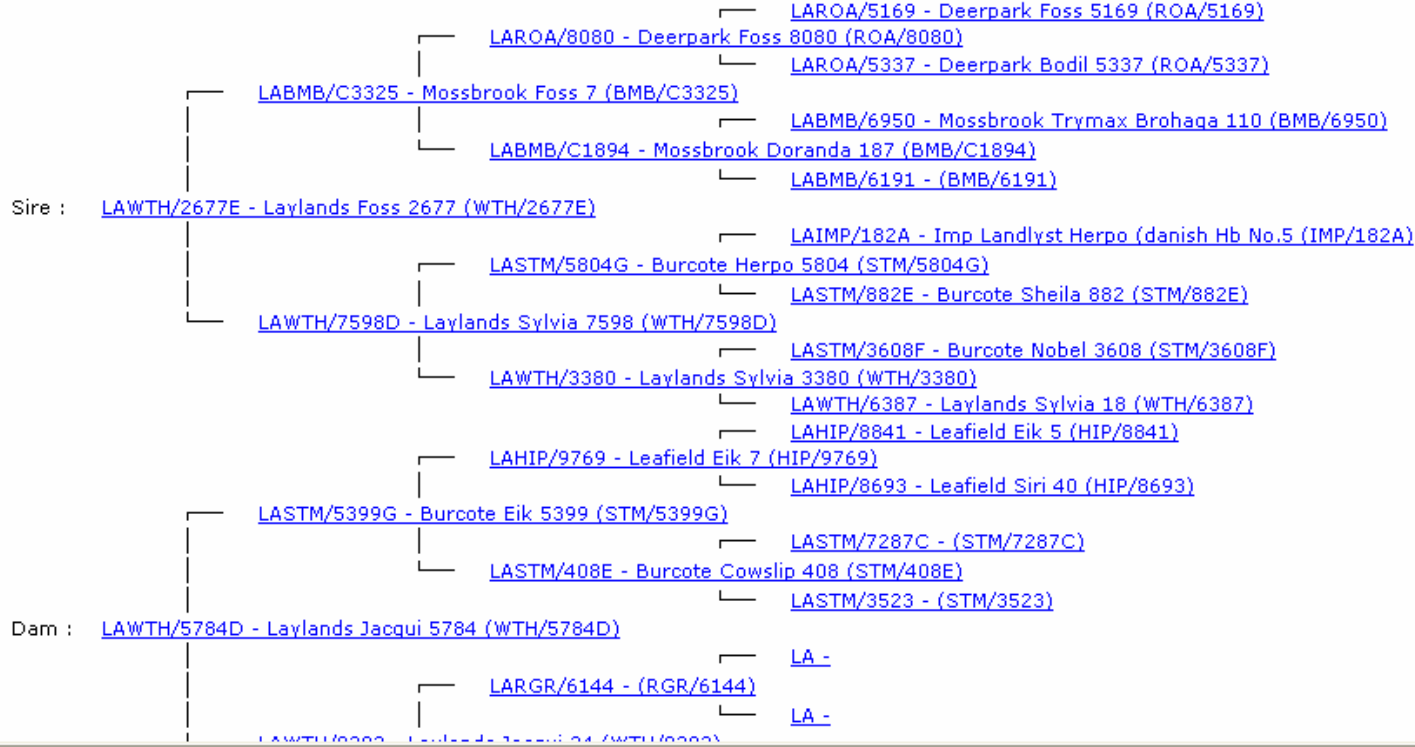 LAROA/5169 - Deerpark Foss 5169 (ROA/5169)
LAROA/8080 - Deerpark Foss 8080 (ROA/8080)
LAROA/5337 - Deerpark Bodil 5337 (ROA/5337)
LABMB/C3325 - Mossbrook Foss 7 (BMB/C3325)
LABMB/6950 - Mossbrook Trymax Brohaga 110 (BMB/6950)
LABMB/C1894 - Mossbrook Doranda 187 (BMB/C1894)
LABMB/6191 - (BMB/6191)
Sire : LAWTH/2677E - Laylands Foss 2677 (WTH/2677E)
LAIMP/182A - Imp Landlyst Herpo (danish Hb No.5 (IMP/182A)
LASTM/5804G - Burcote Herpo 5804 (STM/5804G)
LASTM/882E - Burcote Sheila 882 (STM/882E)
LAWTH/7598D - Laylands Sylvia 7598 (WTH/7598D)
LASTM/3608F - Burcote Nobel 3608 (STM/3608F)
LAWTH/3380 - Laylands Sylvia 3380 (WTH/3380)
LAWTH/6387 - Laylands Sylvia 18 (WTH/6387)
LAHIP/8841 - Leafield Eik 5 (HIP/8841)
LAHIP/9769 - Leafield Eik 7 (HIP/9769)
LAHIP/8693 - Leafield Siri 40 (HIP/8693)
LASTM/5399G - Burcote Eik 5399 (STM/5399G)
LASTM/7287C - (STM/7287C)
LASTM/408E - Burcote Cowslip 408 (STM/408E)
LASTM/3523 - (STM/3523)
Dam : LAWTH/5784D - Laylands Jacqui 5784 (WTH/5784D)
LA -
LARGR/6144 - (RGR/6144)
LA -
Laylands Jacqui